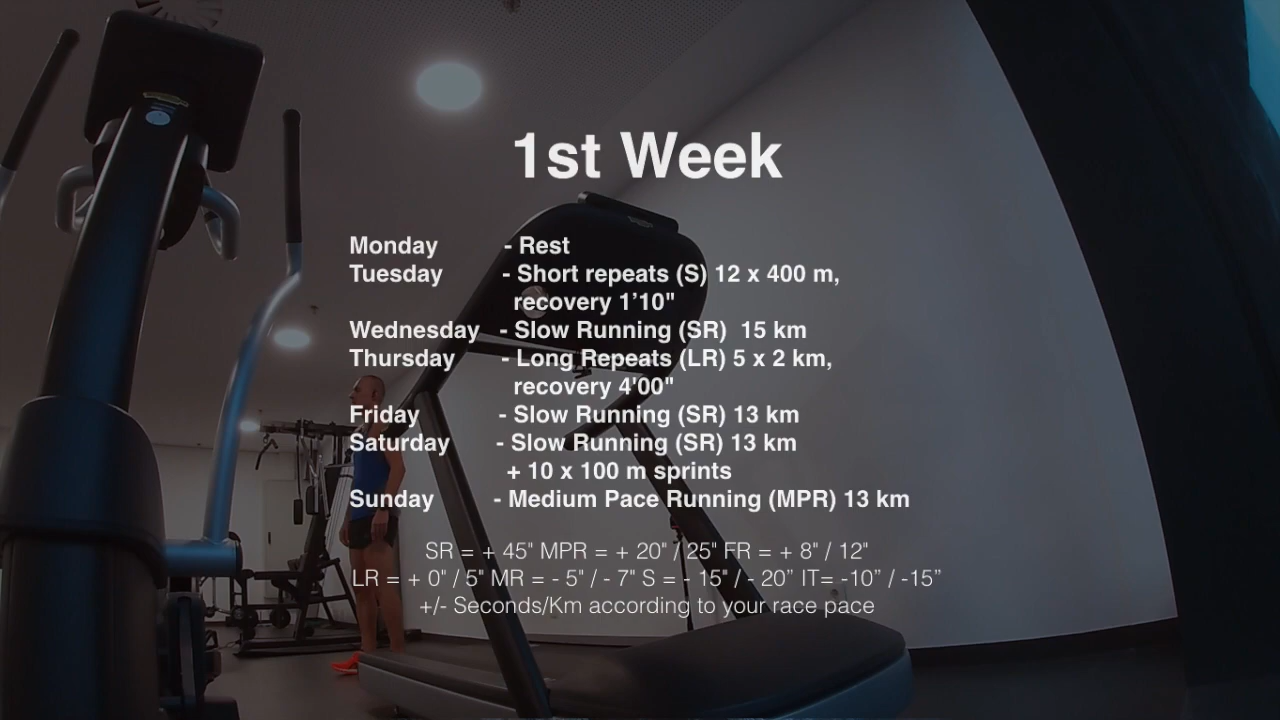 1st Week
Monday - Rest
Tuesday - Short repeats (S) 12 x 400 m,
recovery 1’10"
Wednesday - Slow Running (SR) 15 km
Thursday - Long Repeats (LR) 5 x 2 km,
recovery 4'00"
Friday - Slow Running (SR) 13 km
Saturday - Slow Running (SR) 13 km
+ 10 x 100 m sprints
Sunday - Medium Pace Running (MPR) 13 km
SR = + 45" MPR = + 20" / 25" FR = + 8" / 12"
LR = + 0" / 5" MR = - 5" / - 7" S = - 15" / - 20” IT= -10” / -15”
+/- Seconds/Km according to your race pace